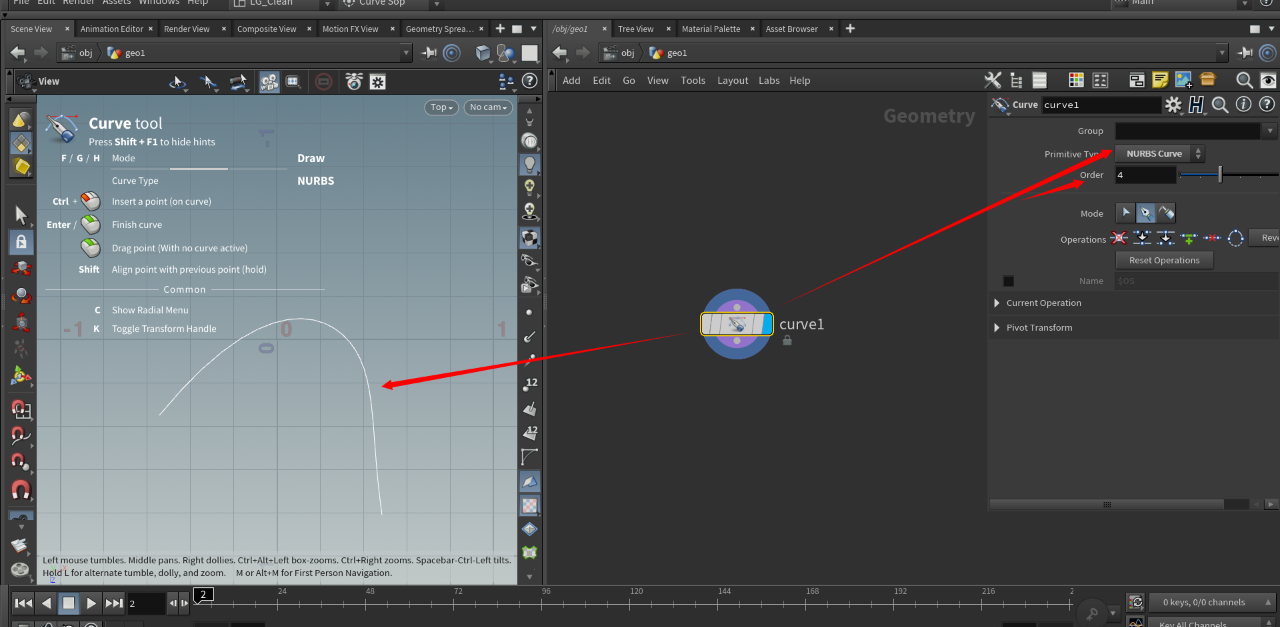 File Edit Render Assets Windows Help LG_Clean Curve Sop Main
Scene View Animation Editor Render View Composite View Motion FX View Geometry Sprea...
/obj/geo1 Tree View Material Palette Asset Browser
obj geo1
obj geo1
View
Add Edit Go View Tools Layout Labs Help
Top No cam
Curve tool
Press Shift + F1 to hide hints
F / G / H Mode Draw
Curve Type NURBS
Ctrl + Insert a point (on curve)
Enter / Finish curve
Drag point (With no curve active)
Shift Align point with previous point (hold)
Common
C Show Radial Menu
K Toggle Transform Handle
-1 0 1
0
12
12
Left mouse tumbles. Middle pans. Right dollies. Ctrl+Alt+Left box-zooms. Ctrl+Right zooms. Spacebar-Ctrl-Left tilts.
Hold L for alternate tumble, dolly, and zoom. M or Alt+M for First Person Navigation.
Geometry
curve1
Curve curve1
Group
Primitive Type NURBS Curve
Order 4
Mode
Operations Reve
Reset Operations
Name $OS
Current Operation
Pivot Transform
2 2 24 48 72 96 120 144 168 192 216 2
0 keys, 0/0 channels
Key All Channels